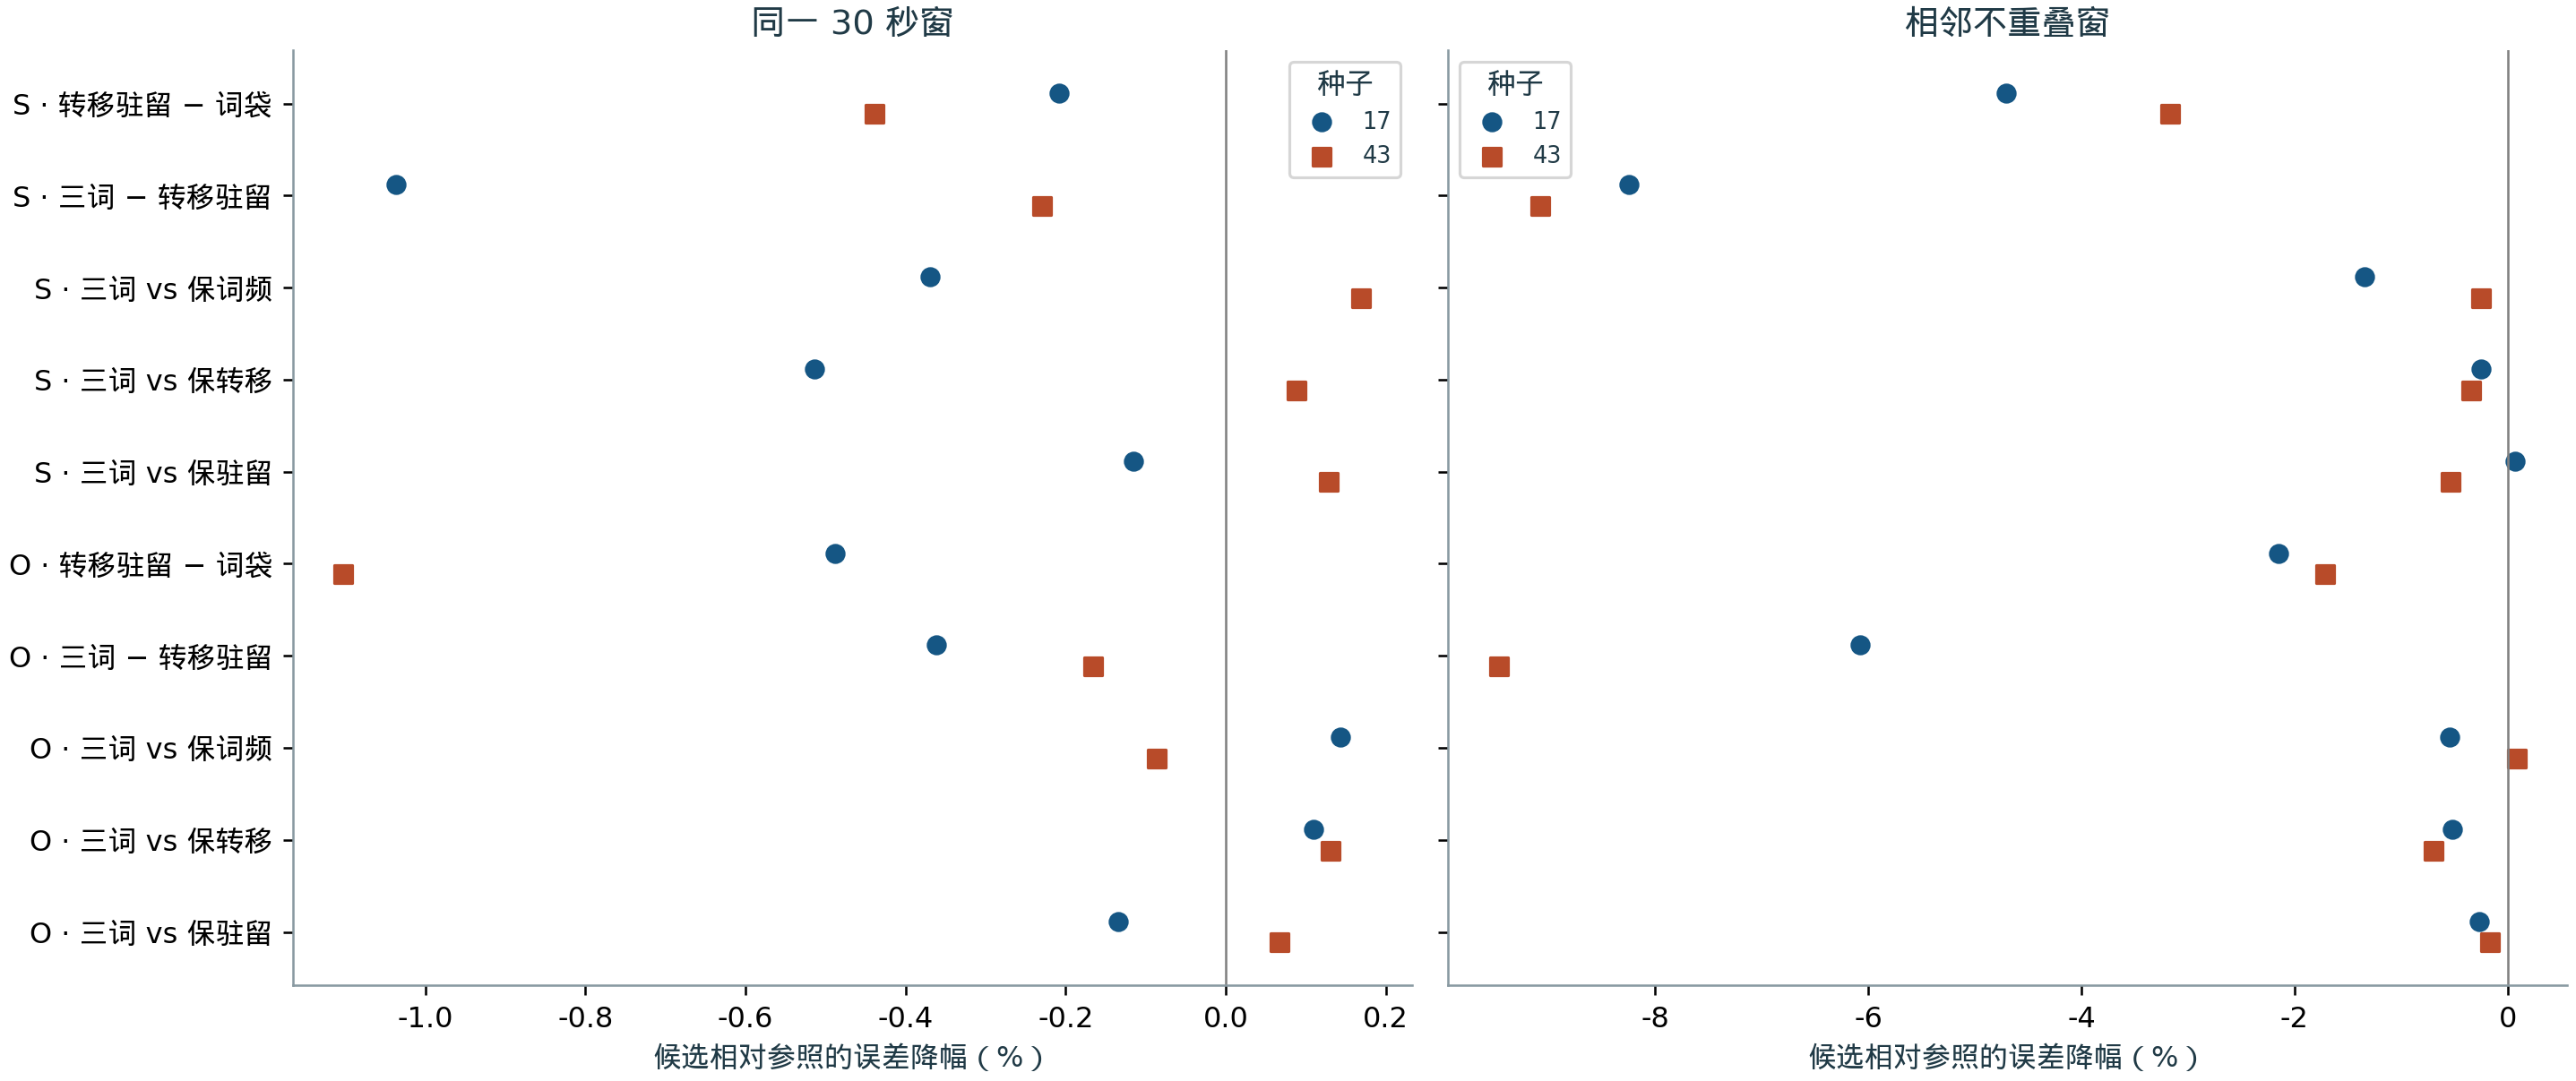 同一 30 秒窗
相邻不重叠窗
S · 转移驻留 − 词袋
S · 三词 − 转移驻留
S · 三词 vs 保词频
S · 三词 vs 保转移
S · 三词 vs 保驻留
O · 转移驻留 − 词袋
O · 三词 − 转移驻留
O · 三词 vs 保词频
O · 三词 vs 保转移
O · 三词 vs 保驻留
种子
17
43
种子
17
43
-1.0 -0.8 -0.6 -0.4 -0.2 0.0 0.2
候选相对参照的误差降幅（%）
-8 -6 -4 -2 0
候选相对参照的误差降幅（%）